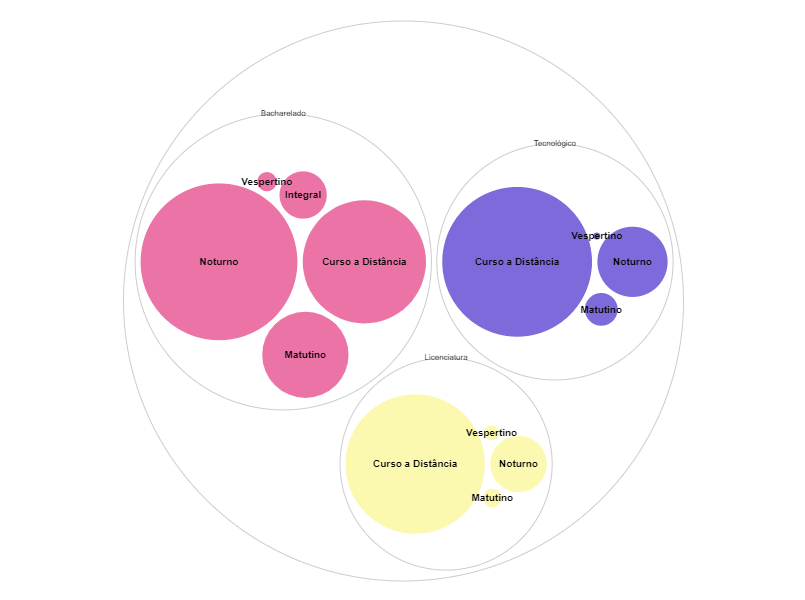 Bacharelado
Vespertino
Integral
Noturno
Curso a Distância
Matutino
Tecnológico
Vespertino
Curso a Distância
Noturno
Matutino
Licenciatura
Vespertino
Curso a Distância
Noturno
Matutino